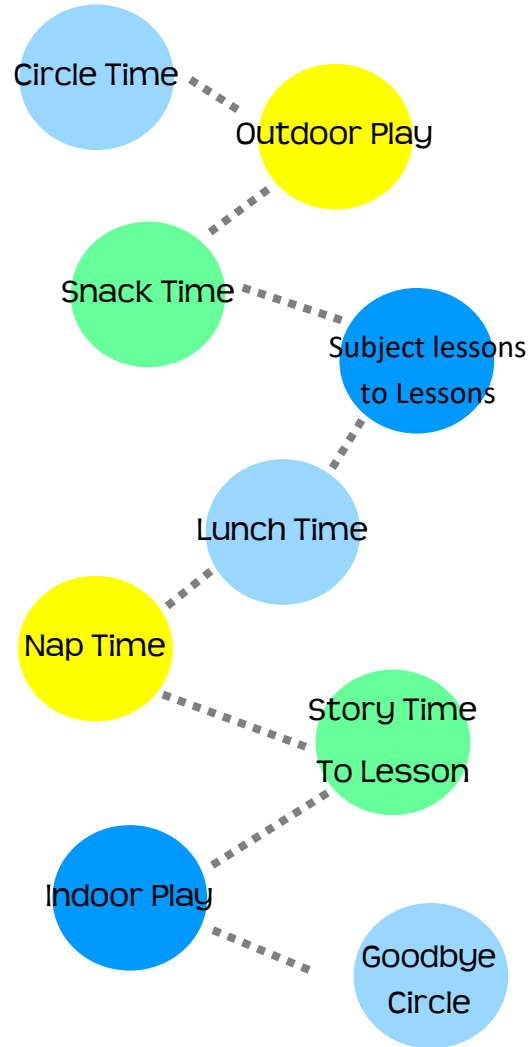 Circle Time
Outdoor Play
Snack Time
Subject lessons
to Lessons
Lunch Time
Nap Time
Story Time
To Lesson
Indoor Play
Goodbye
Circle